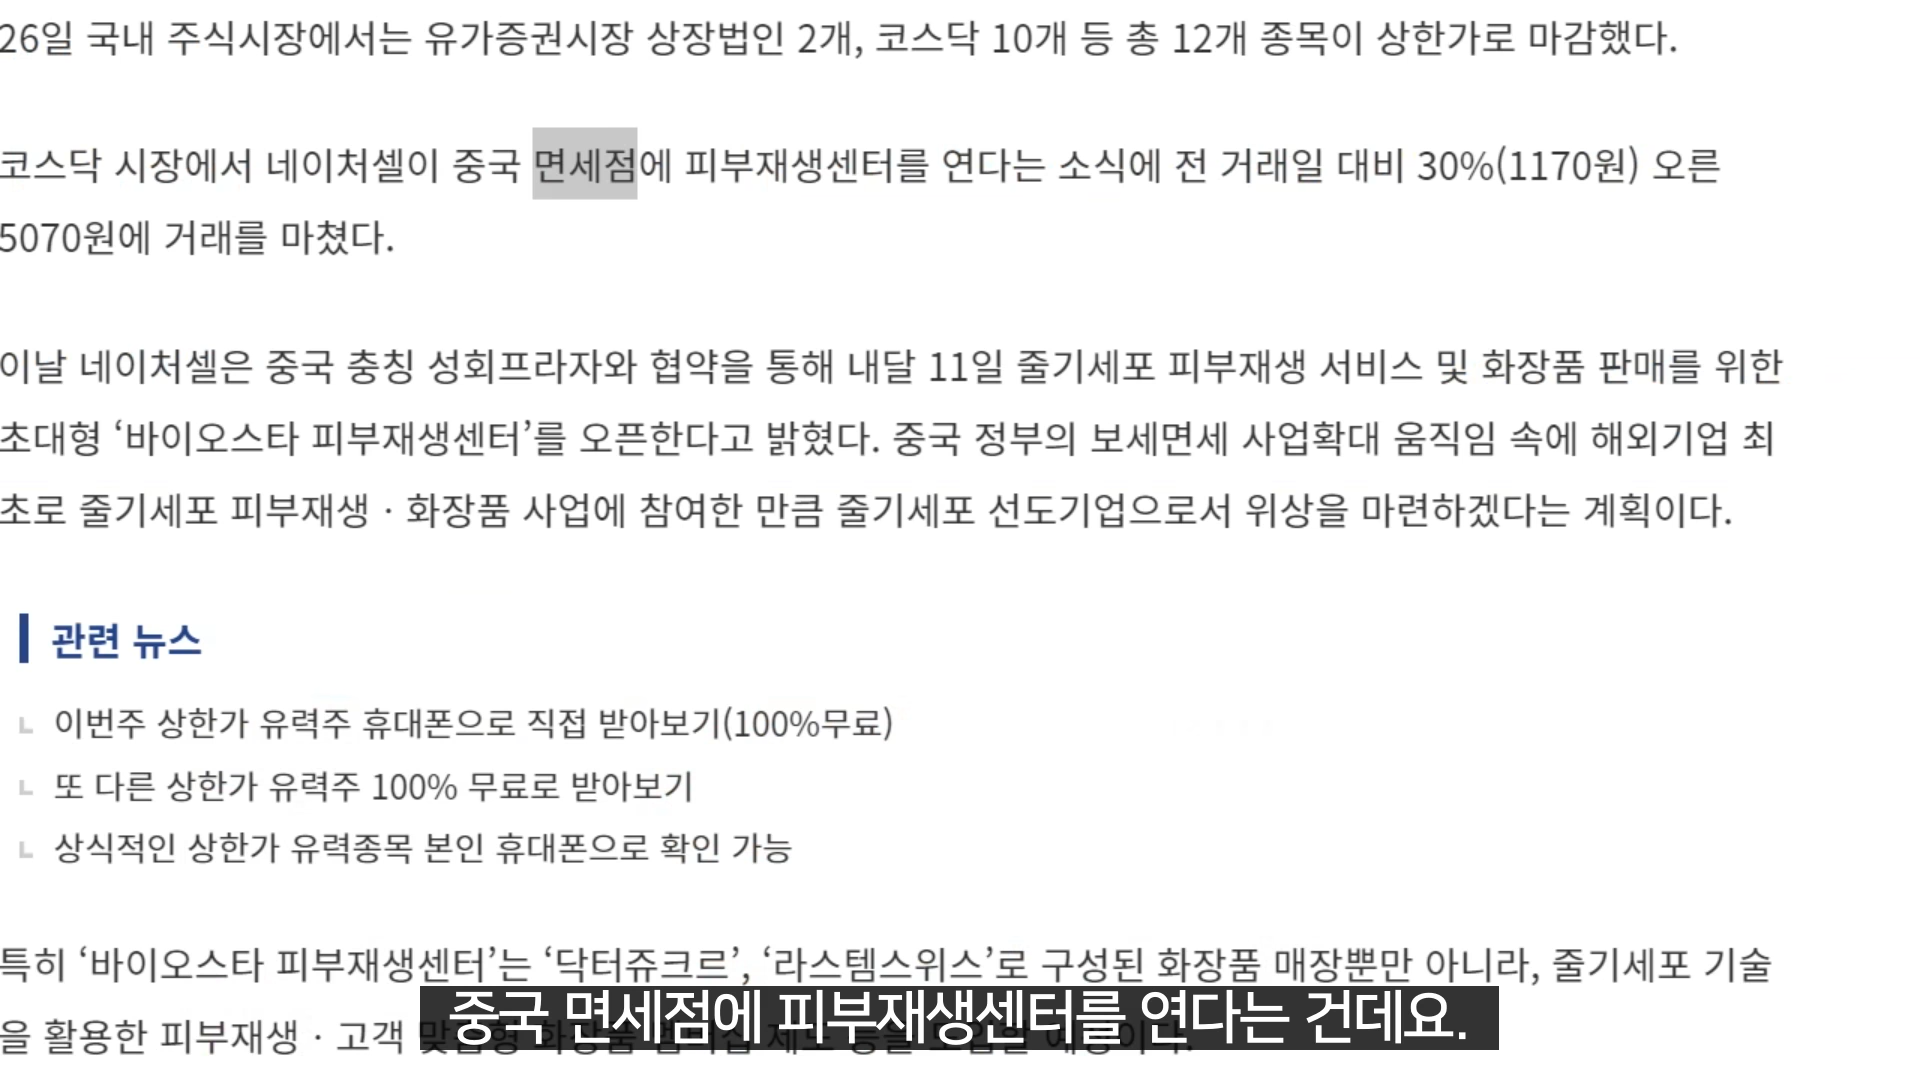 26일 국내 주식시장에서는 유가증권시장 상장법인 2개, 코스닥 10개 등 총 12개 종목이 상한가로 마감했다.
코스닥 시장에서 네이처셀이 중국 면세점에 피부재생센터를 연다는 소식에 전 거래일 대비 30%(1170원) 오른
5070원에 거래를 마쳤다.
이날 네이처셀은 중국 충칭 성회프라자와 협약을 통해 내달 11일 줄기세포 피부재생 서비스 및 화장품 판매를 위한
초대형 ‘바이오스타 피부재생센터’를 오픈한다고 밝혔다. 중국 정부의 보세면세 사업확대 움직임 속에 해외기업 최
초로 줄기세포 피부재생 · 화장품 사업에 참여한 만큼 줄기세포 선도기업으로서 위상을 마련하겠다는 계획이다.
관련 뉴스
이번주 상한가 유력주 휴대폰으로 직접 받아보기(100%무료)
또 다른 상한가 유력주 100% 무료로 받아보기
상식적인 상한가 유력종목 본인 휴대폰으로 확인 가능
특히 ‘바이오스타 피부재생센터’는 ‘닥터쥬크르’, ‘라스템스위스’로 구성된 화장품 매장뿐만 아니라, 줄기세포 기술
을 활용한 피부재생 · 고객
중국 면세점에 피부재생센터를 연다는 건데요.